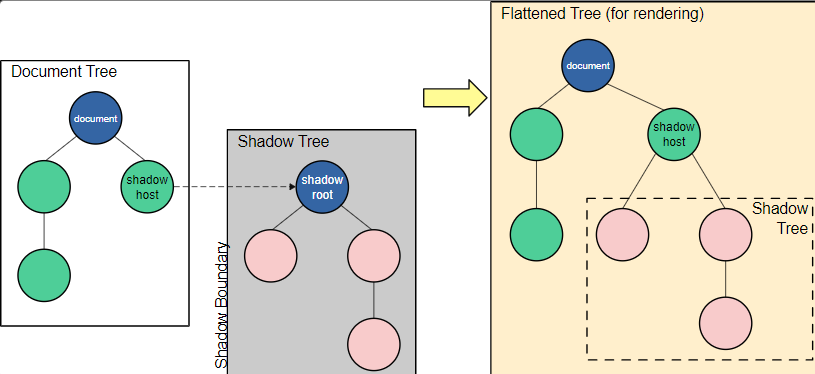 Document Tree
document
shadow
host
Shadow Tree
shadow
root
Shadow Boundary
Flattened Tree (for rendering)
document
shadow
host
Shadow
Tree